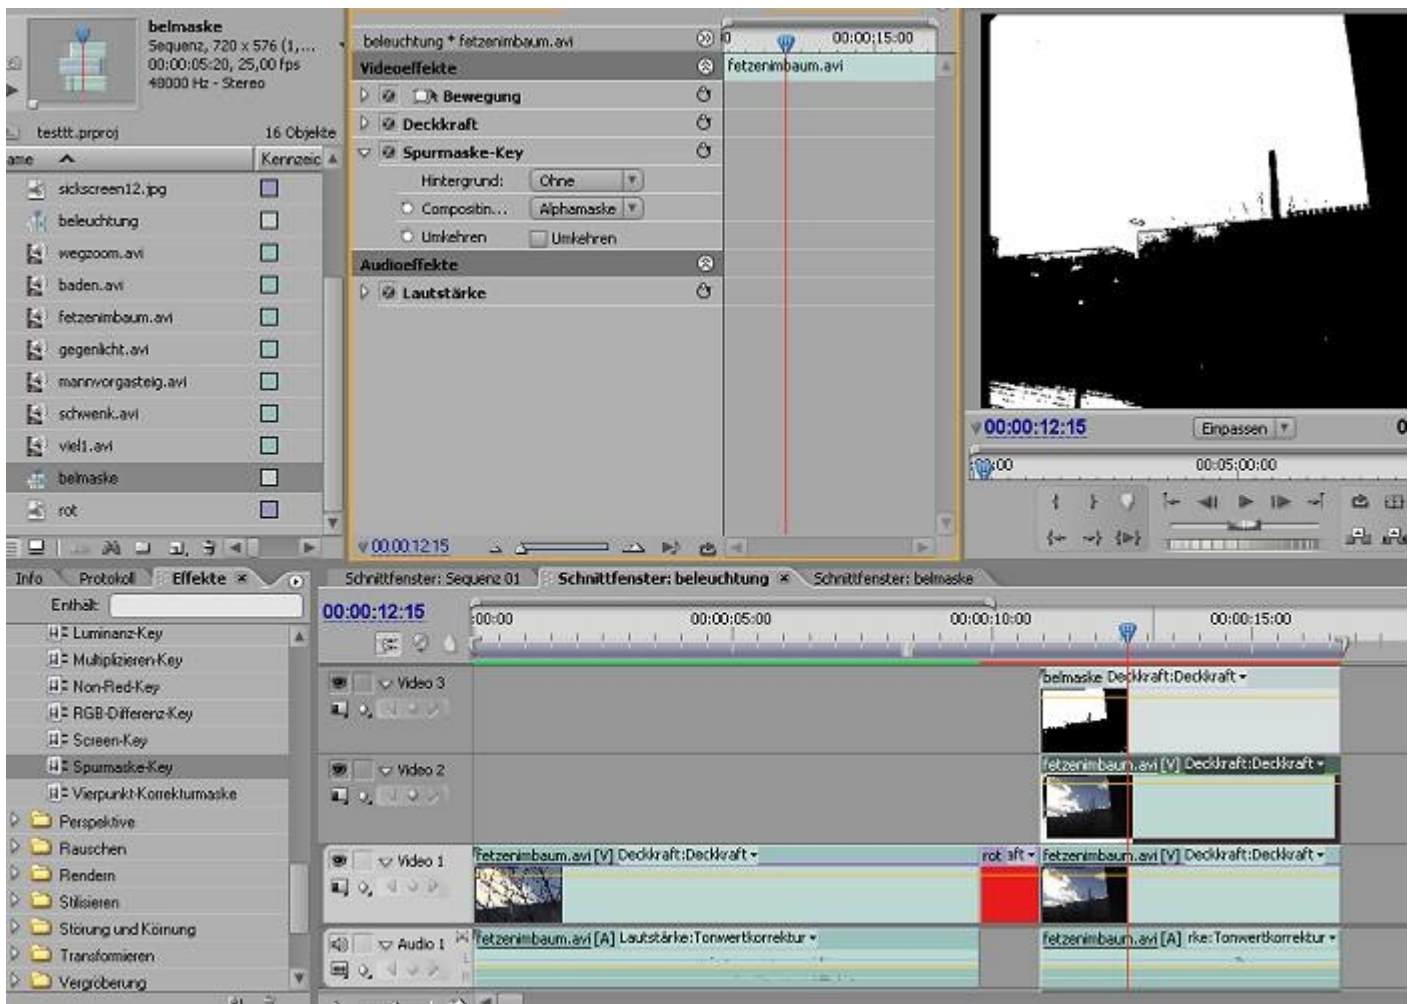 belmaske
Sequenz, 720 x 576 (1,...
00:00:05:20, 25,00 fps
48000 Hz - Stereo
testtt.prproj 16 Objekte
ame Kennzeic
sickscreen12.jpg
beleuchtung
wegzoom.avi
baden.avi
fetzenimbaum.avi
gegenlicht.avi
mannvorgasteig.avi
schwenk.avi
viel1.avi
belmaske
rot
beleuchtung * fetzenimbaum.avi
Videoeffekte
Bewegung
Deckkraft
Spurmaske-Key
Hintergrund: Ohne
Compositin... Alphamaske
Umkehren Umkehren
Audioeffekte
Lautstärke
00:00:12:15
00:00:15:00
fetzenimbaum.avi
00:00:12:15 Einpassen
:00:00 00:05:00:00
Info Protokoll Effekte
Enthält:
Luminanz-Key
Multiplizieren-Key
Non-Red-Key
RGB-Differenz-Key
Screen-Key
Spurmaske-Key
Vierpunkt-Korrekturmaske
Perspektive
Rauschen
Rendern
Stilisieren
Störung und Körnung
Transformieren
Vergröberung
Schnittfenster: Sequenz 01 Schnittfenster: beleuchtung Schnittfenster: belmaske
00:00:12:15
:00:00 00:00:05:00 00:00:10:00 00:00:15:00
Video 3
belmaske Deckkraft:Deckkraft
Video 2
fetzenimbaum.avi [V] Deckkraft:Deckkraft
Video 1
fetzenimbaum.avi [V] Deckkraft:Deckkraft rot aft fetzenimbaum.avi [V] Deckkraft:Deckkraft
Audio 1
fetzenimbaum.avi [A] Lautstärke:Tonwertkorrektur fetzenimbaum.avi [A] rke:Tonwertkorrektur